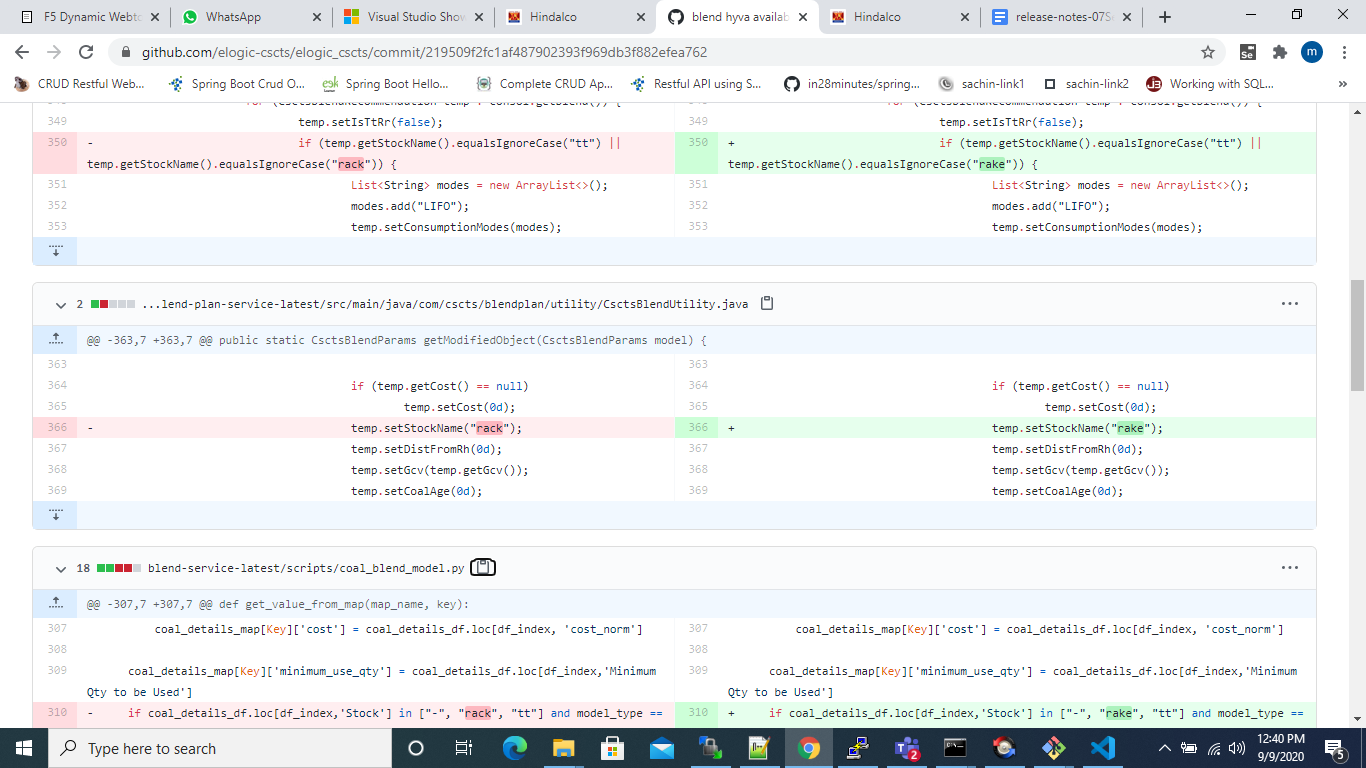 F5 Dynamic Webto
WhatsApp
Visual Studio Show
Hindalco
blend hyva availab
Hindalco
release-notes-07Se
github.com/elogic-cscts/elogic_cscts/commit/219509f2fc1af487902393f969db3f882efea762
Se
m
CRUD Restful Web...
Spring Boot Crud O...
Spring Boot Hello...
Complete CRUD Ap...
Restful API using S...
in28minutes/spring...
sachin-link1
sachin-link2
Working with SQL...
»
349 temp.setIsTtRr(false); 349 temp.setIsTtRr(false);
350 - if (temp.getStockName().equalsIgnoreCase("tt") || 350 + if (temp.getStockName().equalsIgnoreCase("tt") ||
temp.getStockName().equalsIgnoreCase("rack")) { temp.getStockName().equalsIgnoreCase("rake")) {
351 List<String> modes = new ArrayList<>(); 351 List<String> modes = new ArrayList<>();
352 modes.add("LIFO"); 352 modes.add("LIFO");
353 temp.setConsumptionModes(modes); 353 temp.setConsumptionModes(modes);
2 ...lend-plan-service-latest/src/main/java/com/cscts/blendplan/utility/CsctsBlendUtility.java
@@ -363,7 +363,7 @@ public static CsctsBlendParams getModifiedObject(CsctsBlendParams model) {
363 363
364 if (temp.getCost() == null) 364 if (temp.getCost() == null)
365 temp.setCost(0d); 365 temp.setCost(0d);
366 - temp.setStockName("rack"); 366 + temp.setStockName("rake");
367 temp.setDistFromRh(0d); 367 temp.setDistFromRh(0d);
368 temp.setGcv(temp.getGcv()); 368 temp.setGcv(temp.getGcv());
369 temp.setCoalAge(0d); 369 temp.setCoalAge(0d);
18 blend-service-latest/scripts/coal_blend_model.py
@@ -307,7 +307,7 @@ def get_value_from_map(map_name, key):
307 coal_details_map[Key]['cost'] = coal_details_df.loc[df_index, 'cost_norm'] 307 coal_details_map[Key]['cost'] = coal_details_df.loc[df_index, 'cost_norm']
308 308
309 coal_details_map[Key]['minimum_use_qty'] = coal_details_df.loc[df_index,'Minimum 309 coal_details_map[Key]['minimum_use_qty'] = coal_details_df.loc[df_index,'Minimum
Qty to be Used'] Qty to be Used']
310 - if coal_details_df.loc[df_index,'Stock'] in ["-", "rack", "tt"] and model_type == 310 + if coal_details_df.loc[df_index,'Stock'] in ["-", "rake", "tt"] and model_type ==
Type here to search
2
12:40 PM
9/9/2020
5